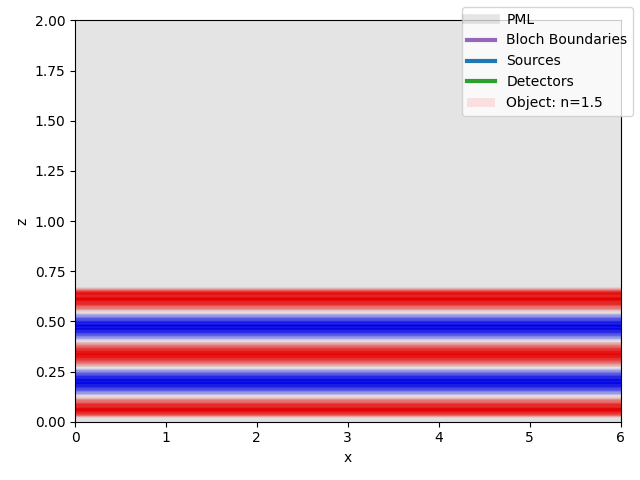 2.00
1.75
1.50
1.25
1.00
0.75
0.50
0.25
0.00
z
0
1
2
3
4
5
6
x
PML
Bloch Boundaries
Sources
Detectors
Object: n=1.5